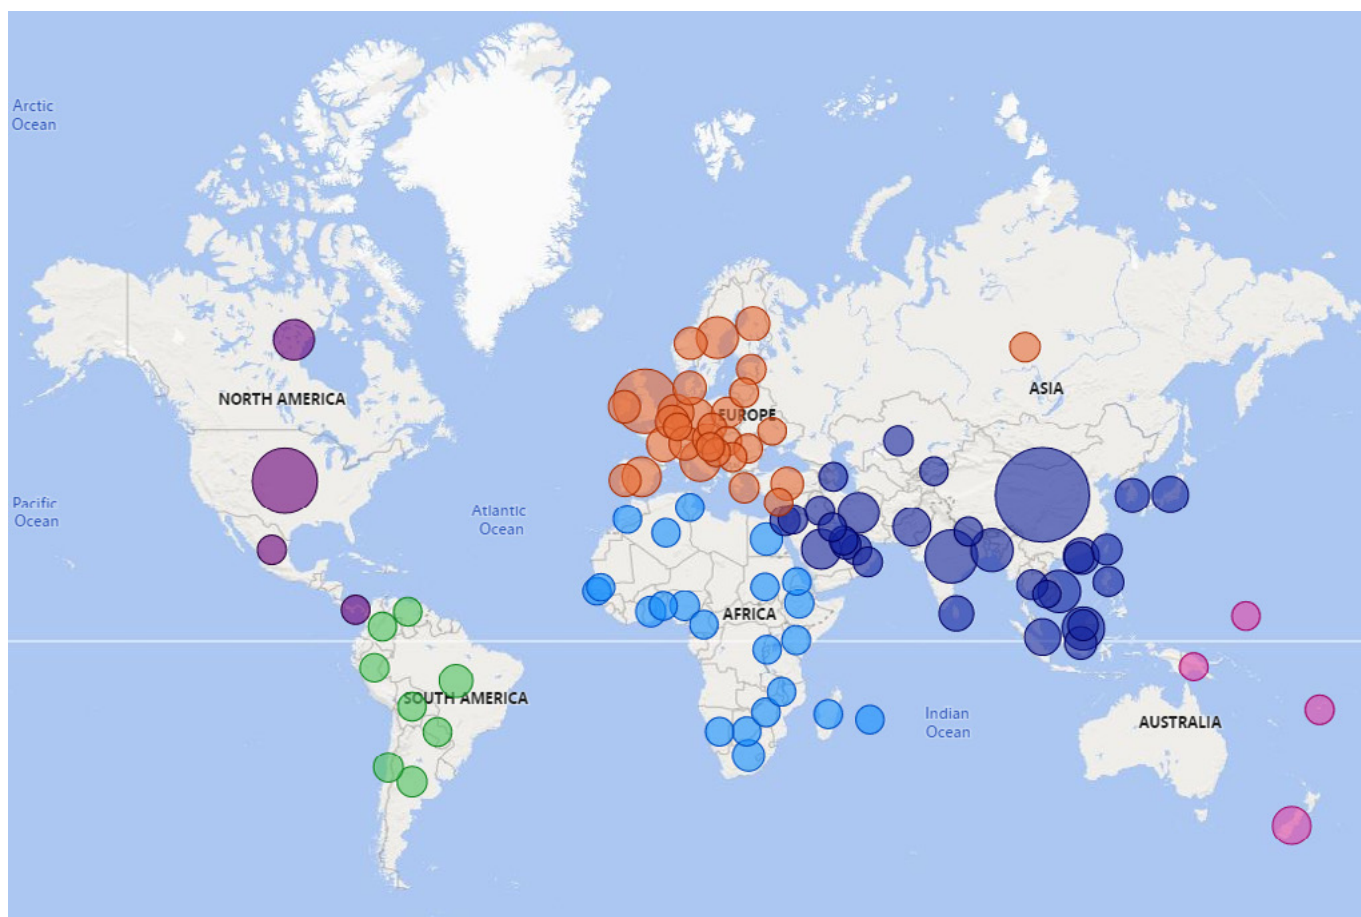 Arctic
Ocean
NORTH AMERICA
EUROPE
ASIA
Pacific
Ocean
Atlantic
Ocean
AFRICA
SOUTH AMERICA
Indian
Ocean
AUSTRALIA